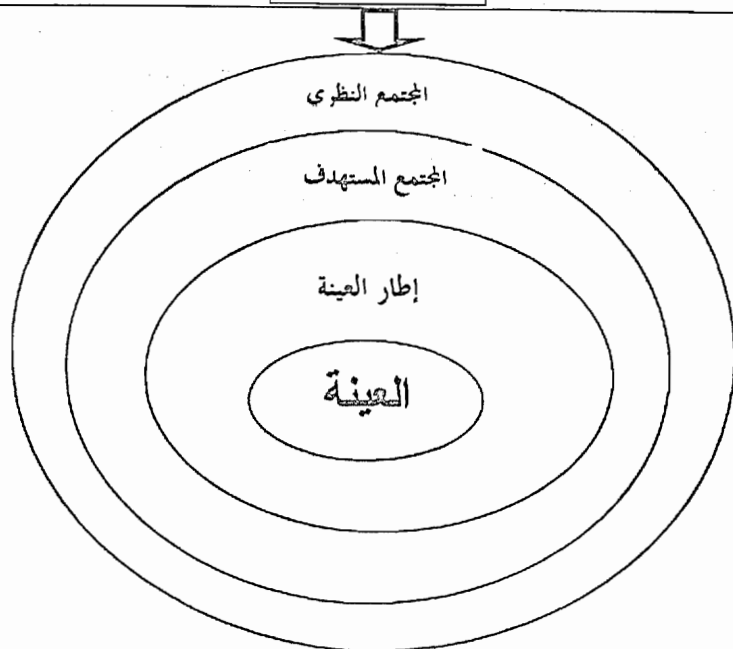 المجتمع النظري
المجتمع المستهدف
إطار العينة
العينة